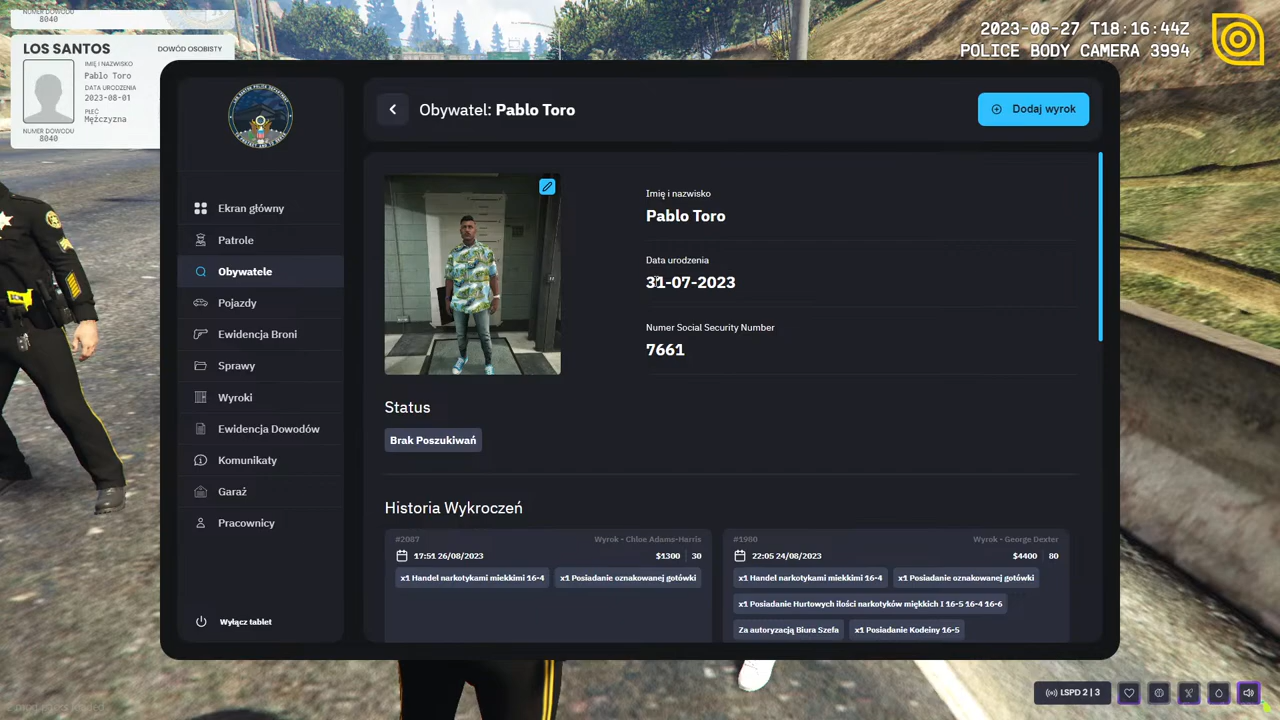 NUMER DOWODU
8040
LOS SANTOS
DOWÓD OSOBISTY
IMIĘ I NAZWISKO
Pablo Toro
DATA URODZENIA
2023-08-01
PŁEĆ
Mężczyzna
NUMER DOWODU
8040
2023-08-27 T18:16:44Z
POLICE BODY CAMERA 3994
Obywatel: Pablo Toro
Dodaj wyrok
Ekran główny
Patrole
Obywatele
Pojazdy
Ewidencja Broni
Sprawy
Wyroki
Ewidencja Dowodów
Komunikaty
Garaż
Pracownicy
Wyłącz tablet
Imię i nazwisko
Pablo Toro
Data urodzenia
31-07-2023
Numer Social Security Number
7661
Status
Brak Poszukiwań
Historia Wykroczeń
#2087 Wyrok - Chloe Adams-Harris
17:51 26/08/2023 $1300 30
x1 Handel narkotykami miekkimi 16-4 x1 Posiadanie oznakowanej gotówki
#1980 Wyrok - George Dexter
22:05 24/08/2023 $4400 80
x1 Handel narkotykami miekkimi 16-4 x1 Posiadanie oznakowanej gotówki
x1 Posiadanie Hurtowych ilości narkotyków miękkich I 16-5 16-4 16-6
Za autoryzacją Biura Szefa x1 Posiadanie Kodeiny 16-5
LSPD 2 | 3